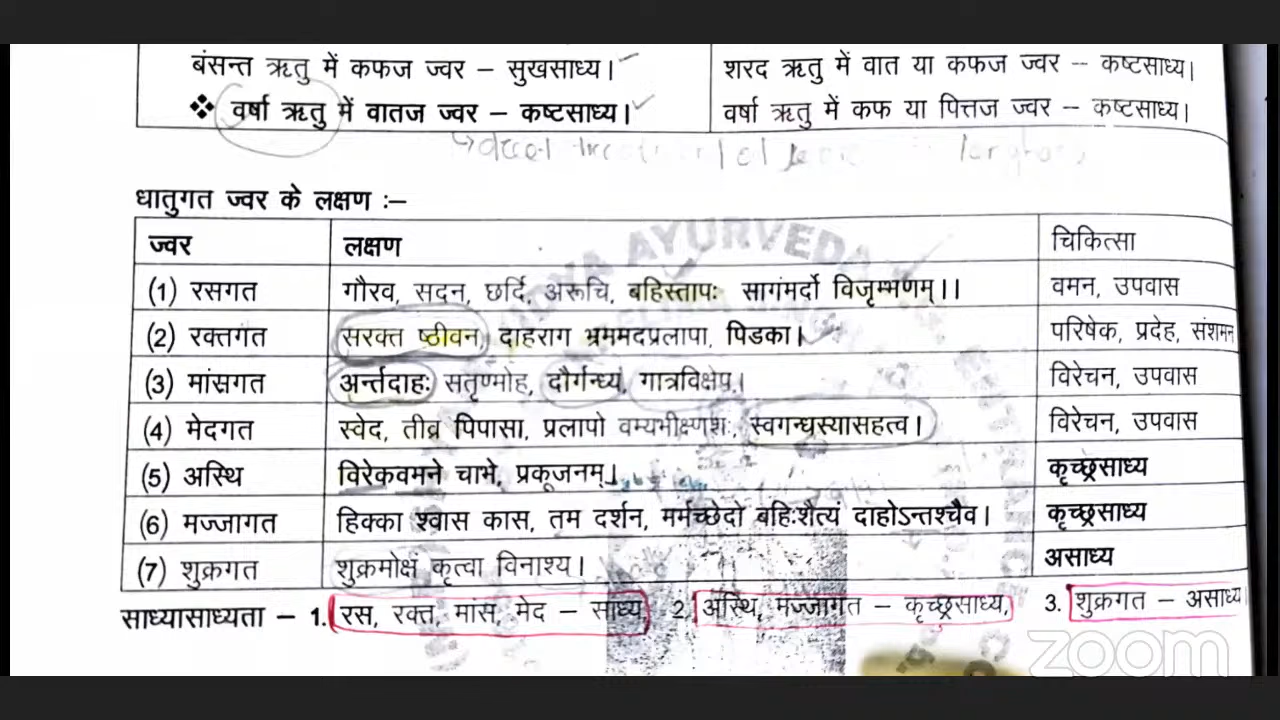 बंसन्त ऋतु में कफज ज्वर – सुखसाध्य। शरद ऋतु में वात या कफज ज्वर – कष्टसाध्य।
❖ वर्षा ऋतु में वातज ज्वर – कष्टसाध्य। वर्षा ऋतु में कफ या पित्तज ज्वर – कष्टसाध्य।
धातुगत ज्वर के लक्षण :–
ज्वर लक्षण चिकित्सा
(1) रसगत गौरव, सदन, छर्दि, अरूचि, बहिस्तापः सागंमर्दो विजृम्भणम्।। वमन, उपवास
(2) रक्तगत सरक्त ष्ठीवन, दाहराग भ्रममदप्रलापा, पिडका। परिषेक, प्रदेह, संशमन
(3) मांसगत अर्न्तदाहः सतृण्मोह, दौर्गन्ध्य, गात्रविक्षेप। विरेचन, उपवास
(4) मेदगत स्वेद, तीव्र पिपासा, प्रलापो वम्यभीक्ष्णशः, स्वगन्धस्यासहत्व। विरेचन, उपवास
(5) अस्थि विरेकवमने चाभे, प्रकूजनम्। कृच्छ्रसाध्य
(6) मज्जागत हिक्का श्वास कास, तम दर्शन, मर्मच्छेदो बहिःशैत्यं दाहोऽन्तश्चैव। कृच्छ्रसाध्य
(7) शुक्रगत शुक्रमोक्षं कृत्वा विनाश्य। असाध्य
साध्यासाध्यता – 1. रस, रक्त, मांस, मेद – साध्य, 2. अस्थि, मज्जागत – कृच्छ्रसाध्य, 3. शुक्रगत – असाध्य।
zoom